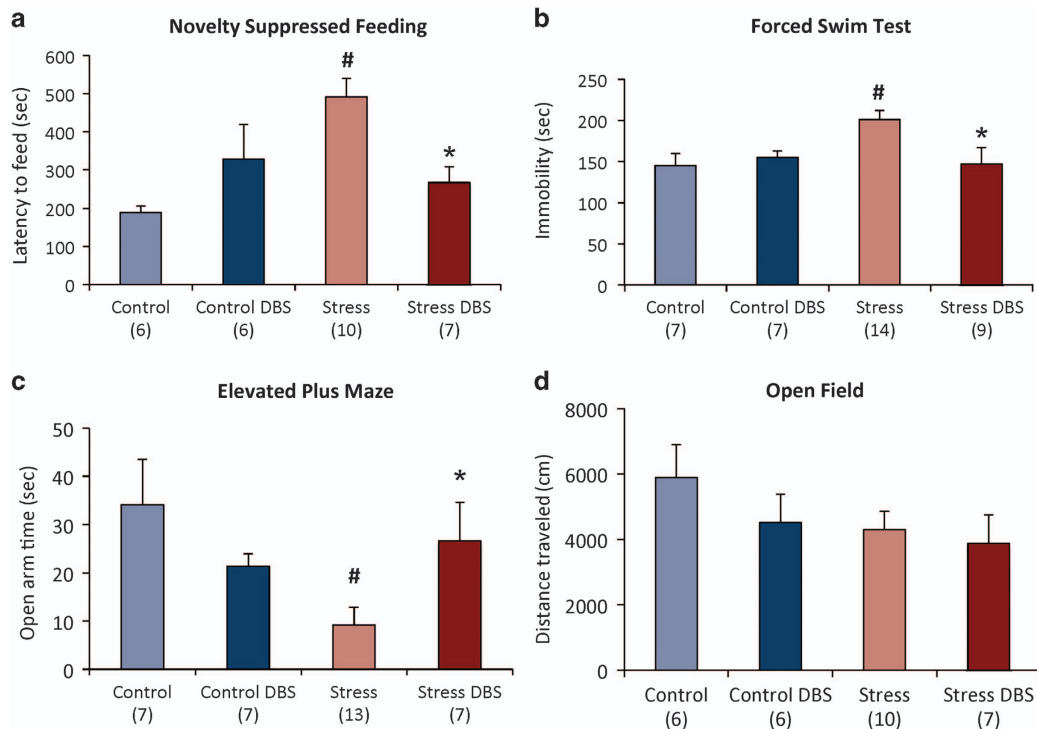 a
Novelty Suppressed Feeding
Latency to feed (sec)
600
500
400
300
200
100
0
#
*
Control Control DBS Stress Stress DBS
(6) (6) (10) (7)
b
Forced Swim Test
Immobility (sec)
250
200
150
100
50
0
#
*
Control Control DBS Stress Stress DBS
(7) (7) (14) (9)
c
Elevated Plus Maze
Open arm time (sec)
50
40
30
20
10
0
#
*
Control Control DBS Stress Stress DBS
(7) (7) (13) (7)
d
Open Field
Distance traveled (cm)
8000
6000
4000
2000
0
Control Control DBS Stress Stress DBS
(6) (6) (10) (7)